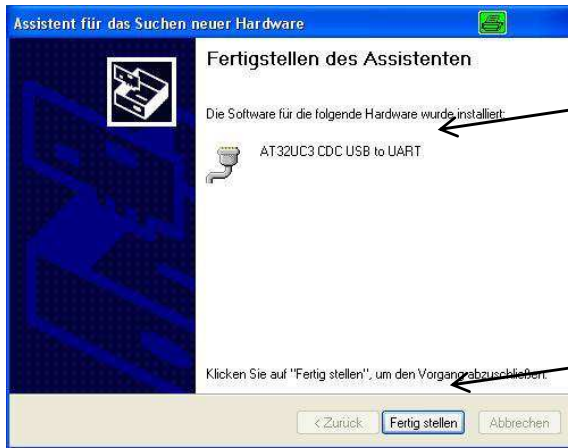 Assistent für das Suchen neuer Hardware
Fertigstellen des Assistenten
Die Software für die folgende Hardware wurde installiert:
AT32UC3 CDC USB to UART
Klicken Sie auf "Fertig stellen", um den Vorgang abzuschließen.
< Zurück Fertig stellen Abbrechen